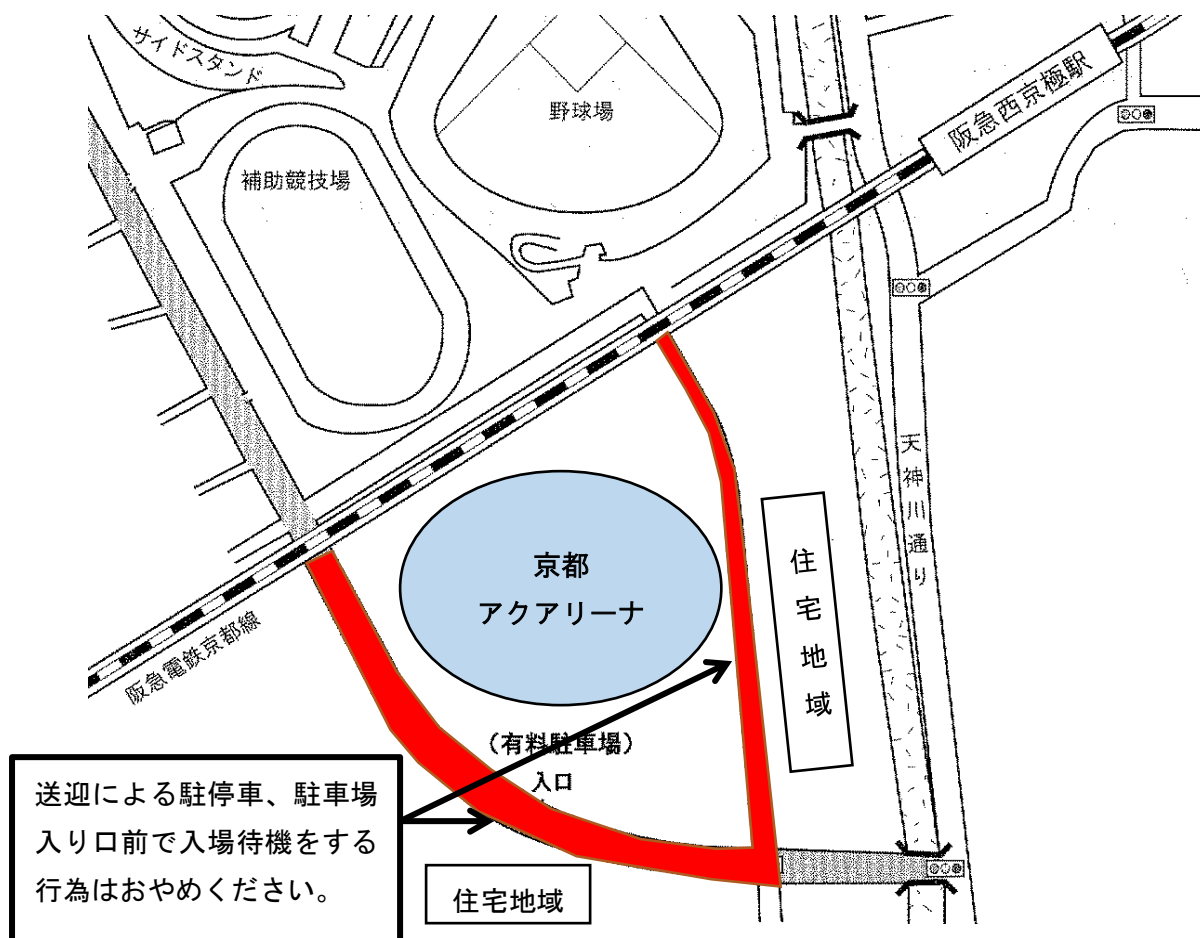 サイドスタンド
野球場
阪急西京極駅
補助競技場
天神川通り
京都
アクアリーナ
住宅地域
阪急電鉄京都線
（有料駐車場）
入口
送迎による駐停車、駐車場
入り口前で入場待機をする
行為はおやめください。
住宅地域